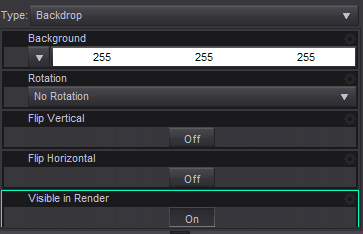 Type: Backdrop
Background
255 255 255
Rotation
No Rotation
Flip Vertical
Off
Flip Horizontal
Off
Visible in Render
On